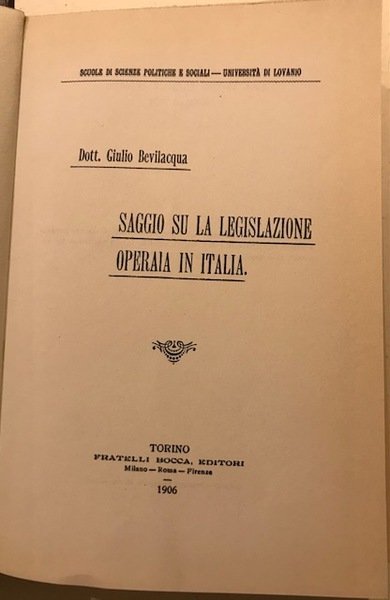 SCUOLE DI SCIENZE POLITICHE E SOCIALI — UNIVERSITÀ DI LOVANIO
Dott. Giulio Bevilacqua
SAGGIO SU LA LEGISLAZIONE
OPERAIA IN ITALIA.
TORINO
FRATELLI BOCCA, EDITORI
Milano — Roma — Firenze
1906